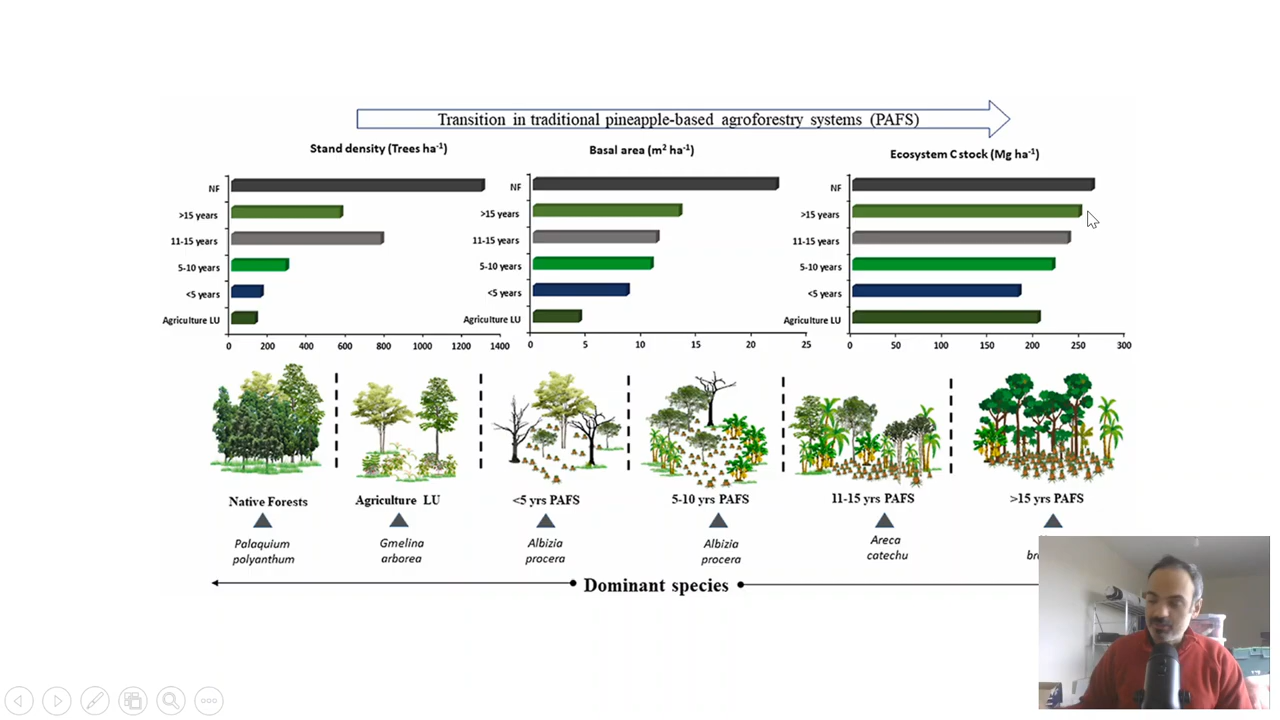 Transition in traditional pineapple-based agroforestry systems (PAFS)
Stand density (Trees ha-1)
NF
>15 years
11-15 years
5-10 years
<5 years
Agriculture LU
0 200 400 600 800 1000 1200 1400
Basal area (m2 ha-1)
NF
>15 years
11-15 years
5-10 years
<5 years
Agriculture LU
0 5 10 15 20 25
Ecosystem C stock (Mg ha-1)
NF
>15 years
11-15 years
5-10 years
<5 years
Agriculture LU
0 50 100 150 200 250 300
Native Forests
Agriculture LU
<5 yrs PAFS
5-10 yrs PAFS
11-15 yrs PAFS
>15 yrs PAFS
Palaquium
polyanthum
Gmelina
arborea
Albizia
procera
Albizia
procera
Areca
catechu
Dominant species